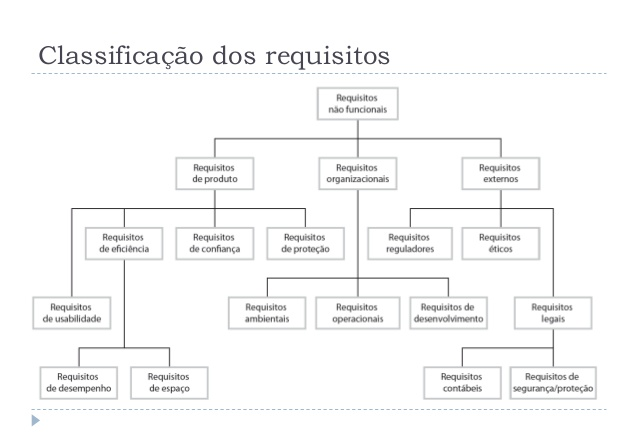 Classificação dos requisitos
Requisitos
não funcionais
Requisitos
de produto
Requisitos
organizacionais
Requisitos
externos
Requisitos
de eficiência
Requisitos
de confiança
Requisitos
de proteção
Requisitos
reguladores
Requisitos
éticos
Requisitos
de usabilidade
Requisitos
ambientais
Requisitos
operacionais
Requisitos de
desenvolvimento
Requisitos
legais
Requisitos
de desempenho
Requisitos
de espaço
Requisitos
contábeis
Requisitos de
segurança/proteção